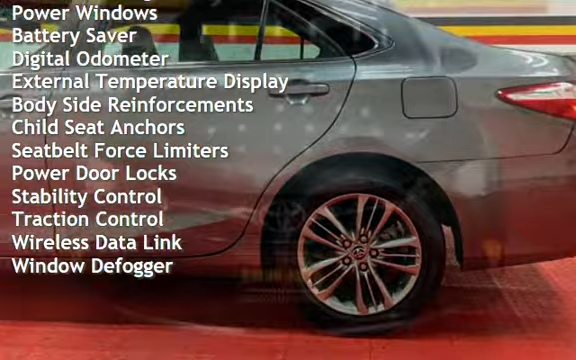 Power Windows
Battery Saver
Digital Odometer
External Temperature Display
Body Side Reinforcements
Child Seat Anchors
Seatbelt Force Limiters
Power Door Locks
Stability Control
Traction Control
Wireless Data Link
Window Defogger